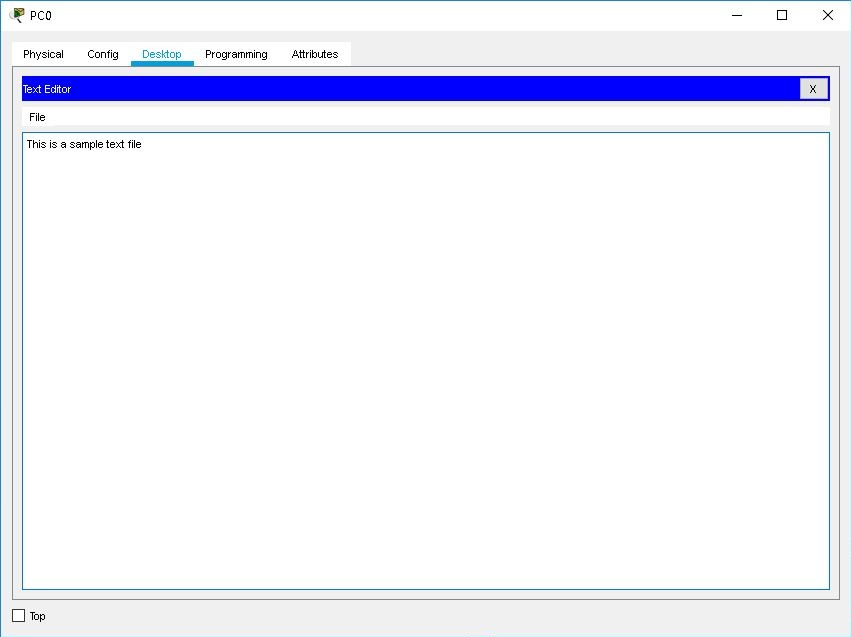 PC0
Physical Config Desktop Programming Attributes
Text Editor X
File
This is a sample text file
Top